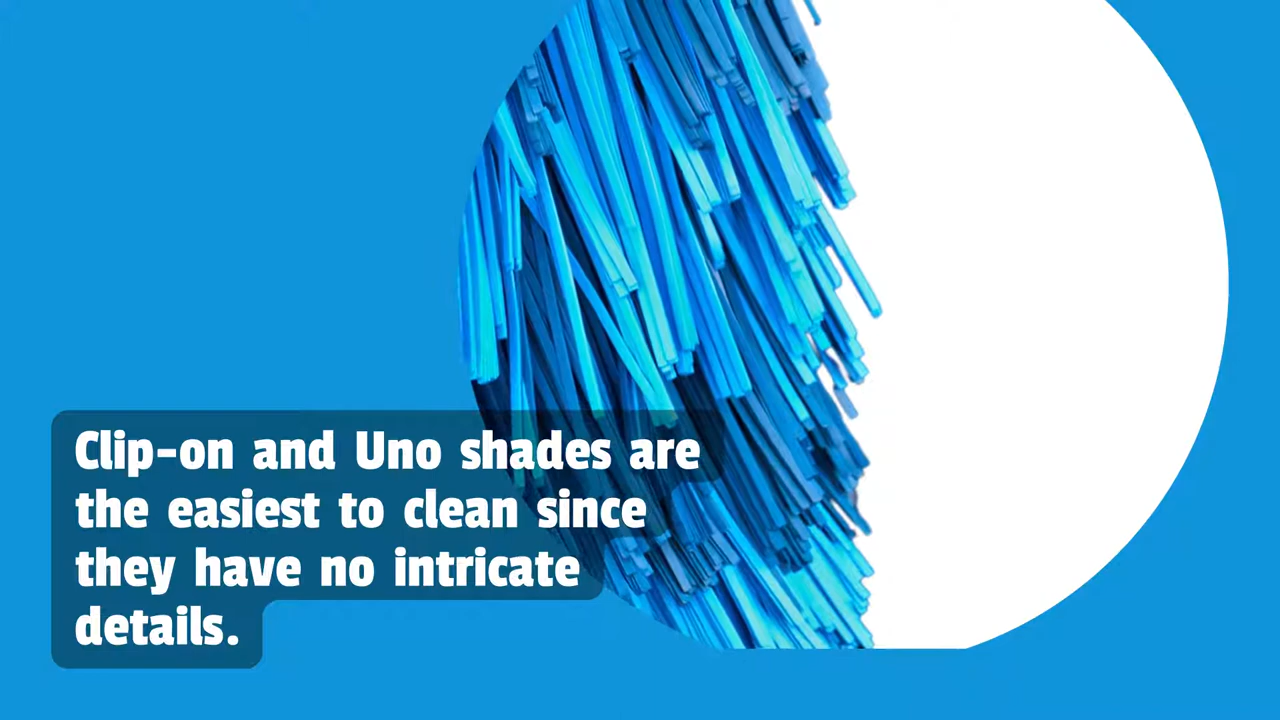 Clip-on and Uno shades are
the easiest to clean since
they have no intricate
details.